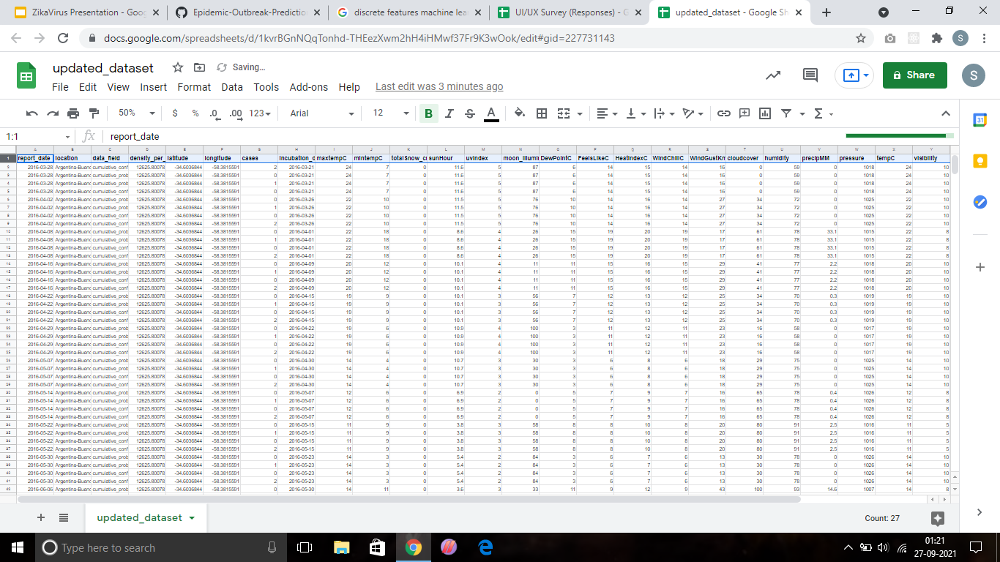 ZikaVirus Presentation - Goog
Epidemic-Outbreak-Predictio
discrete features machine lea
UI/UX Survey (Responses) - G
updated_dataset - Google Sh
docs.google.com/spreadsheets/d/1kvrBGnNQqTonhd-THEezXwm2hH4iHMwf37Fr9K3wOok/edit#gid=227731143
S
updated_dataset
Saving...
File Edit View Insert Format Data Tools Add-ons Help Last edit was 3 minutes ago
Share
S
50% $ % .0 .00 123 Arial 12 B I S A
31
1:1 fx report_date
A B C D E F G H I J K L M N O P Q R S T U V W X Y
1 report_date location data_field density_per_ latitude longitude cases incubation_d maxtempC mintempC totalSnow_c sunHour uvIndex moon_illumi DewPointC FeelsLikeC HeatIndexC WindChillC WindGustKm cloudcover humidity precipMM pressure tempC visibility
2 2016-03-28 Argentina-Buenc cumulative_conf 12625.80078 -34.6036844 -58.3815591 2 2016-03-21 24 7 0 11.6 5 87 6 14 15 14 16 0 59 0 1018 24 10
3 2016-03-28 Argentina-Buenc cumulative_prob 12625.80078 -34.6036844 -58.3815591 0 2016-03-21 24 7 0 11.6 5 87 6 14 15 14 16 0 59 0 1018 24 10
4 2016-03-28 Argentina-Buenc cumulative_prob 12625.80078 -34.6036844 -58.3815591 1 2016-03-21 24 7 0 11.6 5 87 6 14 15 14 16 0 59 0 1018 24 10
5 2016-03-28 Argentina-Buenc cumulative_conf 12625.80078 -34.6036844 -58.3815591 0 2016-03-21 24 7 0 11.6 5 87 6 14 15 14 16 0 59 0 1018 24 10
6 2016-04-02 Argentina-Buenc cumulative_prob 12625.80078 -34.6036844 -58.3815591 0 2016-03-26 22 10 0 11.5 5 76 10 14 16 14 27 34 72 0 1025 22 10
7 2016-04-02 Argentina-Buenc cumulative_prob 12625.80078 -34.6036844 -58.3815591 1 2016-03-26 22 10 0 11.5 5 76 10 14 16 14 27 34 72 0 1025 22 10
8 2016-04-02 Argentina-Buenc cumulative_conf 12625.80078 -34.6036844 -58.3815591 0 2016-03-26 22 10 0 11.5 5 76 10 14 16 14 27 34 72 0 1025 22 10
9 2016-04-02 Argentina-Buenc cumulative_conf 12625.80078 -34.6036844 -58.3815591 2 2016-03-26 22 10 0 11.5 5 76 10 14 16 14 27 34 72 0 1025 22 10
10 2016-04-08 Argentina-Buenc cumulative_prob 12625.80078 -34.6036844 -58.3815591 0 2016-04-01 22 18 0 8.6 4 26 15 19 20 19 17 61 78 33.1 1015 22 8
11 2016-04-08 Argentina-Buenc cumulative_prob 12625.80078 -34.6036844 -58.3815591 1 2016-04-01 22 18 0 8.6 4 26 15 19 20 19 17 61 78 33.1 1015 22 8
12 2016-04-08 Argentina-Buenc cumulative_conf 12625.80078 -34.6036844 -58.3815591 0 2016-04-01 22 18 0 8.6 4 26 15 19 20 19 17 61 78 33.1 1015 22 8
13 2016-04-08 Argentina-Buenc cumulative_conf 12625.80078 -34.6036844 -58.3815591 2 2016-04-01 22 18 0 8.6 4 26 15 19 20 19 17 61 78 33.1 1015 22 8
14 2016-04-16 Argentina-Buenc cumulative_prob 12625.80078 -34.6036844 -58.3815591 0 2016-04-09 20 12 0 10.1 4 11 11 15 16 15 29 41 77 2.2 1018 20 10
15 2016-04-16 Argentina-Buenc cumulative_prob 12625.80078 -34.6036844 -58.3815591 1 2016-04-09 20 12 0 10.1 4 11 11 15 16 15 29 41 77 2.2 1018 20 10
16 2016-04-16 Argentina-Buenc cumulative_conf 12625.80078 -34.6036844 -58.3815591 0 2016-04-09 20 12 0 10.1 4 11 11 15 16 15 29 41 77 2.2 1018 20 10
17 2016-04-16 Argentina-Buenc cumulative_conf 12625.80078 -34.6036844 -58.3815591 2 2016-04-09 20 12 0 10.1 4 11 11 15 16 15 29 41 77 2.2 1018 20 10
18 2016-04-22 Argentina-Buenc cumulative_prob 12625.80078 -34.6036844 -58.3815591 0 2016-04-15 19 9 0 10.1 3 56 7 12 13 12 25 34 70 0.3 1019 19 10
19 2016-04-22 Argentina-Buenc cumulative_prob 12625.80078 -34.6036844 -58.3815591 1 2016-04-15 19 9 0 10.1 3 56 7 12 13 12 25 34 70 0.3 1019 19 10
20 2016-04-22 Argentina-Buenc cumulative_conf 12625.80078 -34.6036844 -58.3815591 0 2016-04-15 19 9 0 10.1 3 56 7 12 13 12 25 34 70 0.3 1019 19 10
21 2016-04-22 Argentina-Buenc cumulative_conf 12625.80078 -34.6036844 -58.3815591 2 2016-04-15 19 9 0 10.1 3 56 7 12 13 12 25 34 70 0.3 1019 19 10
22 2016-04-29 Argentina-Buenc cumulative_prob 12625.80078 -34.6036844 -58.3815591 0 2016-04-22 19 6 0 10.9 4 100 3 11 12 11 23 16 58 0 1017 19 10
23 2016-04-29 Argentina-Buenc cumulative_prob 12625.80078 -34.6036844 -58.3815591 1 2016-04-22 19 6 0 10.9 4 100 3 11 12 11 23 16 58 0 1017 19 10
24 2016-04-29 Argentina-Buenc cumulative_conf 12625.80078 -34.6036844 -58.3815591 0 2016-04-22 19 6 0 10.9 4 100 3 11 12 11 23 16 58 0 1017 19 10
25 2016-04-29 Argentina-Buenc cumulative_conf 12625.80078 -34.6036844 -58.3815591 2 2016-04-22 19 6 0 10.9 4 100 3 11 12 11 23 16 58 0 1017 19 10
26 2016-05-07 Argentina-Buenc cumulative_prob 12625.80078 -34.6036844 -58.3815591 0 2016-04-30 14 4 0 10.7 3 30 3 6 8 6 18 29 75 0 1025 14 10
27 2016-05-07 Argentina-Buenc cumulative_prob 12625.80078 -34.6036844 -58.3815591 1 2016-04-30 14 4 0 10.7 3 30 3 6 8 6 18 29 75 0 1025 14 10
28 2016-05-07 Argentina-Buenc cumulative_conf 12625.80078 -34.6036844 -58.3815591 0 2016-04-30 14 4 0 10.7 3 30 3 6 8 6 18 29 75 0 1025 14 10
29 2016-05-07 Argentina-Buenc cumulative_conf 12625.80078 -34.6036844 -58.3815591 2 2016-04-30 14 4 0 10.7 3 30 3 6 8 6 18 29 75 0 1025 14 10
30 2016-05-14 Argentina-Buenc cumulative_prob 12625.80078 -34.6036844 -58.3815591 0 2016-05-07 12 6 0 6.9 2 0 5 7 9 7 16 65 78 0.4 1026 12 8
31 2016-05-14 Argentina-Buenc cumulative_prob 12625.80078 -34.6036844 -58.3815591 1 2016-05-07 12 6 0 6.9 2 0 5 7 9 7 16 65 78 0.4 1026 12 8
32 2016-05-14 Argentina-Buenc cumulative_conf 12625.80078 -34.6036844 -58.3815591 0 2016-05-07 12 6 0 6.9 2 0 5 7 9 7 16 65 78 0.4 1026 12 8
33 2016-05-14 Argentina-Buenc cumulative_conf 12625.80078 -34.6036844 -58.3815591 2 2016-05-07 12 6 0 6.9 2 0 5 7 9 7 16 65 78 0.4 1026 12 8
34 2016-05-22 Argentina-Buenc cumulative_prob 12625.80078 -34.6036844 -58.3815591 0 2016-05-15 11 9 0 3.8 3 58 8 8 10 8 20 80 91 2.5 1016 11 5
35 2016-05-22 Argentina-Buenc cumulative_prob 12625.80078 -34.6036844 -58.3815591 1 2016-05-15 11 9 0 3.8 3 58 8 8 10 8 20 80 91 2.5 1016 11 5
36 2016-05-22 Argentina-Buenc cumulative_conf 12625.80078 -34.6036844 -58.3815591 0 2016-05-15 11 9 0 3.8 3 58 8 8 10 8 20 80 91 2.5 1016 11 5
37 2016-05-22 Argentina-Buenc cumulative_conf 12625.80078 -34.6036844 -58.3815591 2 2016-05-15 11 9 0 3.8 3 58 8 8 10 8 20 80 91 2.5 1016 11 5
38 2016-05-30 Argentina-Buenc cumulative_prob 12625.80078 -34.6036844 -58.3815591 0 2016-05-23 14 3 0 5.4 2 84 3 6 7 6 13 30 78 0 1026 14 10
39 2016-05-30 Argentina-Buenc cumulative_prob 12625.80078 -34.6036844 -58.3815591 1 2016-05-23 14 3 0 5.4 2 84 3 6 7 6 13 30 78 0 1026 14 10
40 2016-05-30 Argentina-Buenc cumulative_conf 12625.80078 -34.6036844 -58.3815591 0 2016-05-23 14 3 0 5.4 2 84 3 6 7 6 13 30 78 0 1026 14 10
41 2016-05-30 Argentina-Buenc cumulative_conf 12625.80078 -34.6036844 -58.3815591 2 2016-05-23 14 3 0 5.4 2 84 3 6 7 6 13 30 78 0 1026 14 10
42 2016-06-06 Argentina-Buenc cumulative_prob 12625.80078 -34.6036844 -58.3815591 0 2016-05-30 14 11 0 3.6 3 33 11 9 12 9 43 100 93 14.6 1007 14 8
updated_dataset
Count: 27
Type here to search
01:21
27-09-2021